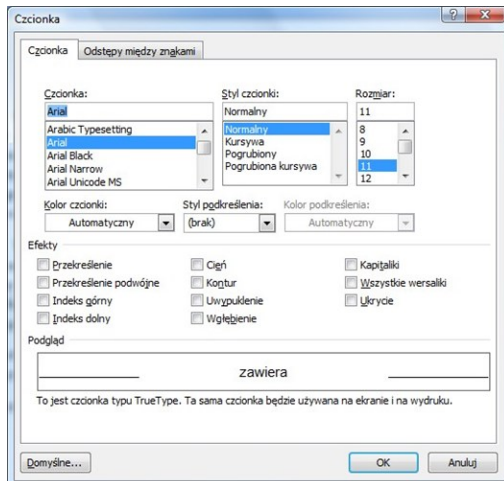 Czcionka
Czcionka Odstępy między znakami
Czcionka: Styl czcionki: Rozmiar:
Arial Normalny 11
Arabic Typesetting Normalny 8
Arial Kursywa 9
Arial Black Pogrubiony 10
Arial Narrow Pogrubiona kursywa 11
Arial Unicode MS 12
Kolor czcionki: Styl podkreślenia: Kolor podkreślenia:
Automatyczny (brak) Automatyczny
Efekty
Przekreślenie Cień Kapitaliki
Przekreślenie podwójne Kontur Wszystkie wersaliki
Indeks górny Uwypuklenie Ukrycie
Indeks dolny Wgłębienie
Podgląd
zawiera
To jest czcionka typu TrueType. Ta sama czcionka będzie używana na ekranie i na wydruku.
Domyślne... OK Anuluj